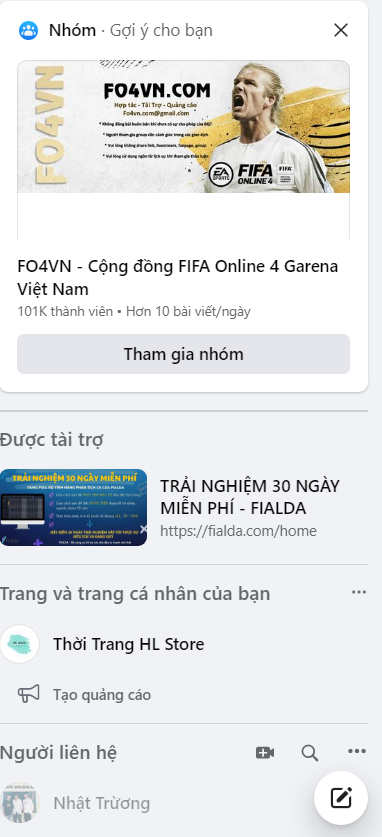 Nhóm · Gợi ý cho bạn
FO4VN
FO4VN.COM
Hợp tác - Tài Trợ - Quảng cáo
Fo4vn.com@gmail.com
EA SPORTS
FIFA ONLINE 4
FIFA
FO4VN - Cộng đồng FIFA Online 4 Garena
Việt Nam
101K thành viên • Hơn 10 bài viết/ngày
Tham gia nhóm
Được tài trợ
TRẢI NGHIỆM 30 NGÀY MIỄN PHÍ
TRẢI NGHIỆM 30 NGÀY
MIỄN PHÍ - FIALDA
https://fialda.com/home
Trang và trang cá nhân của bạn
Thời Trang HL Store
Tạo quảng cáo
Người liên hệ
Nhật Trừơng